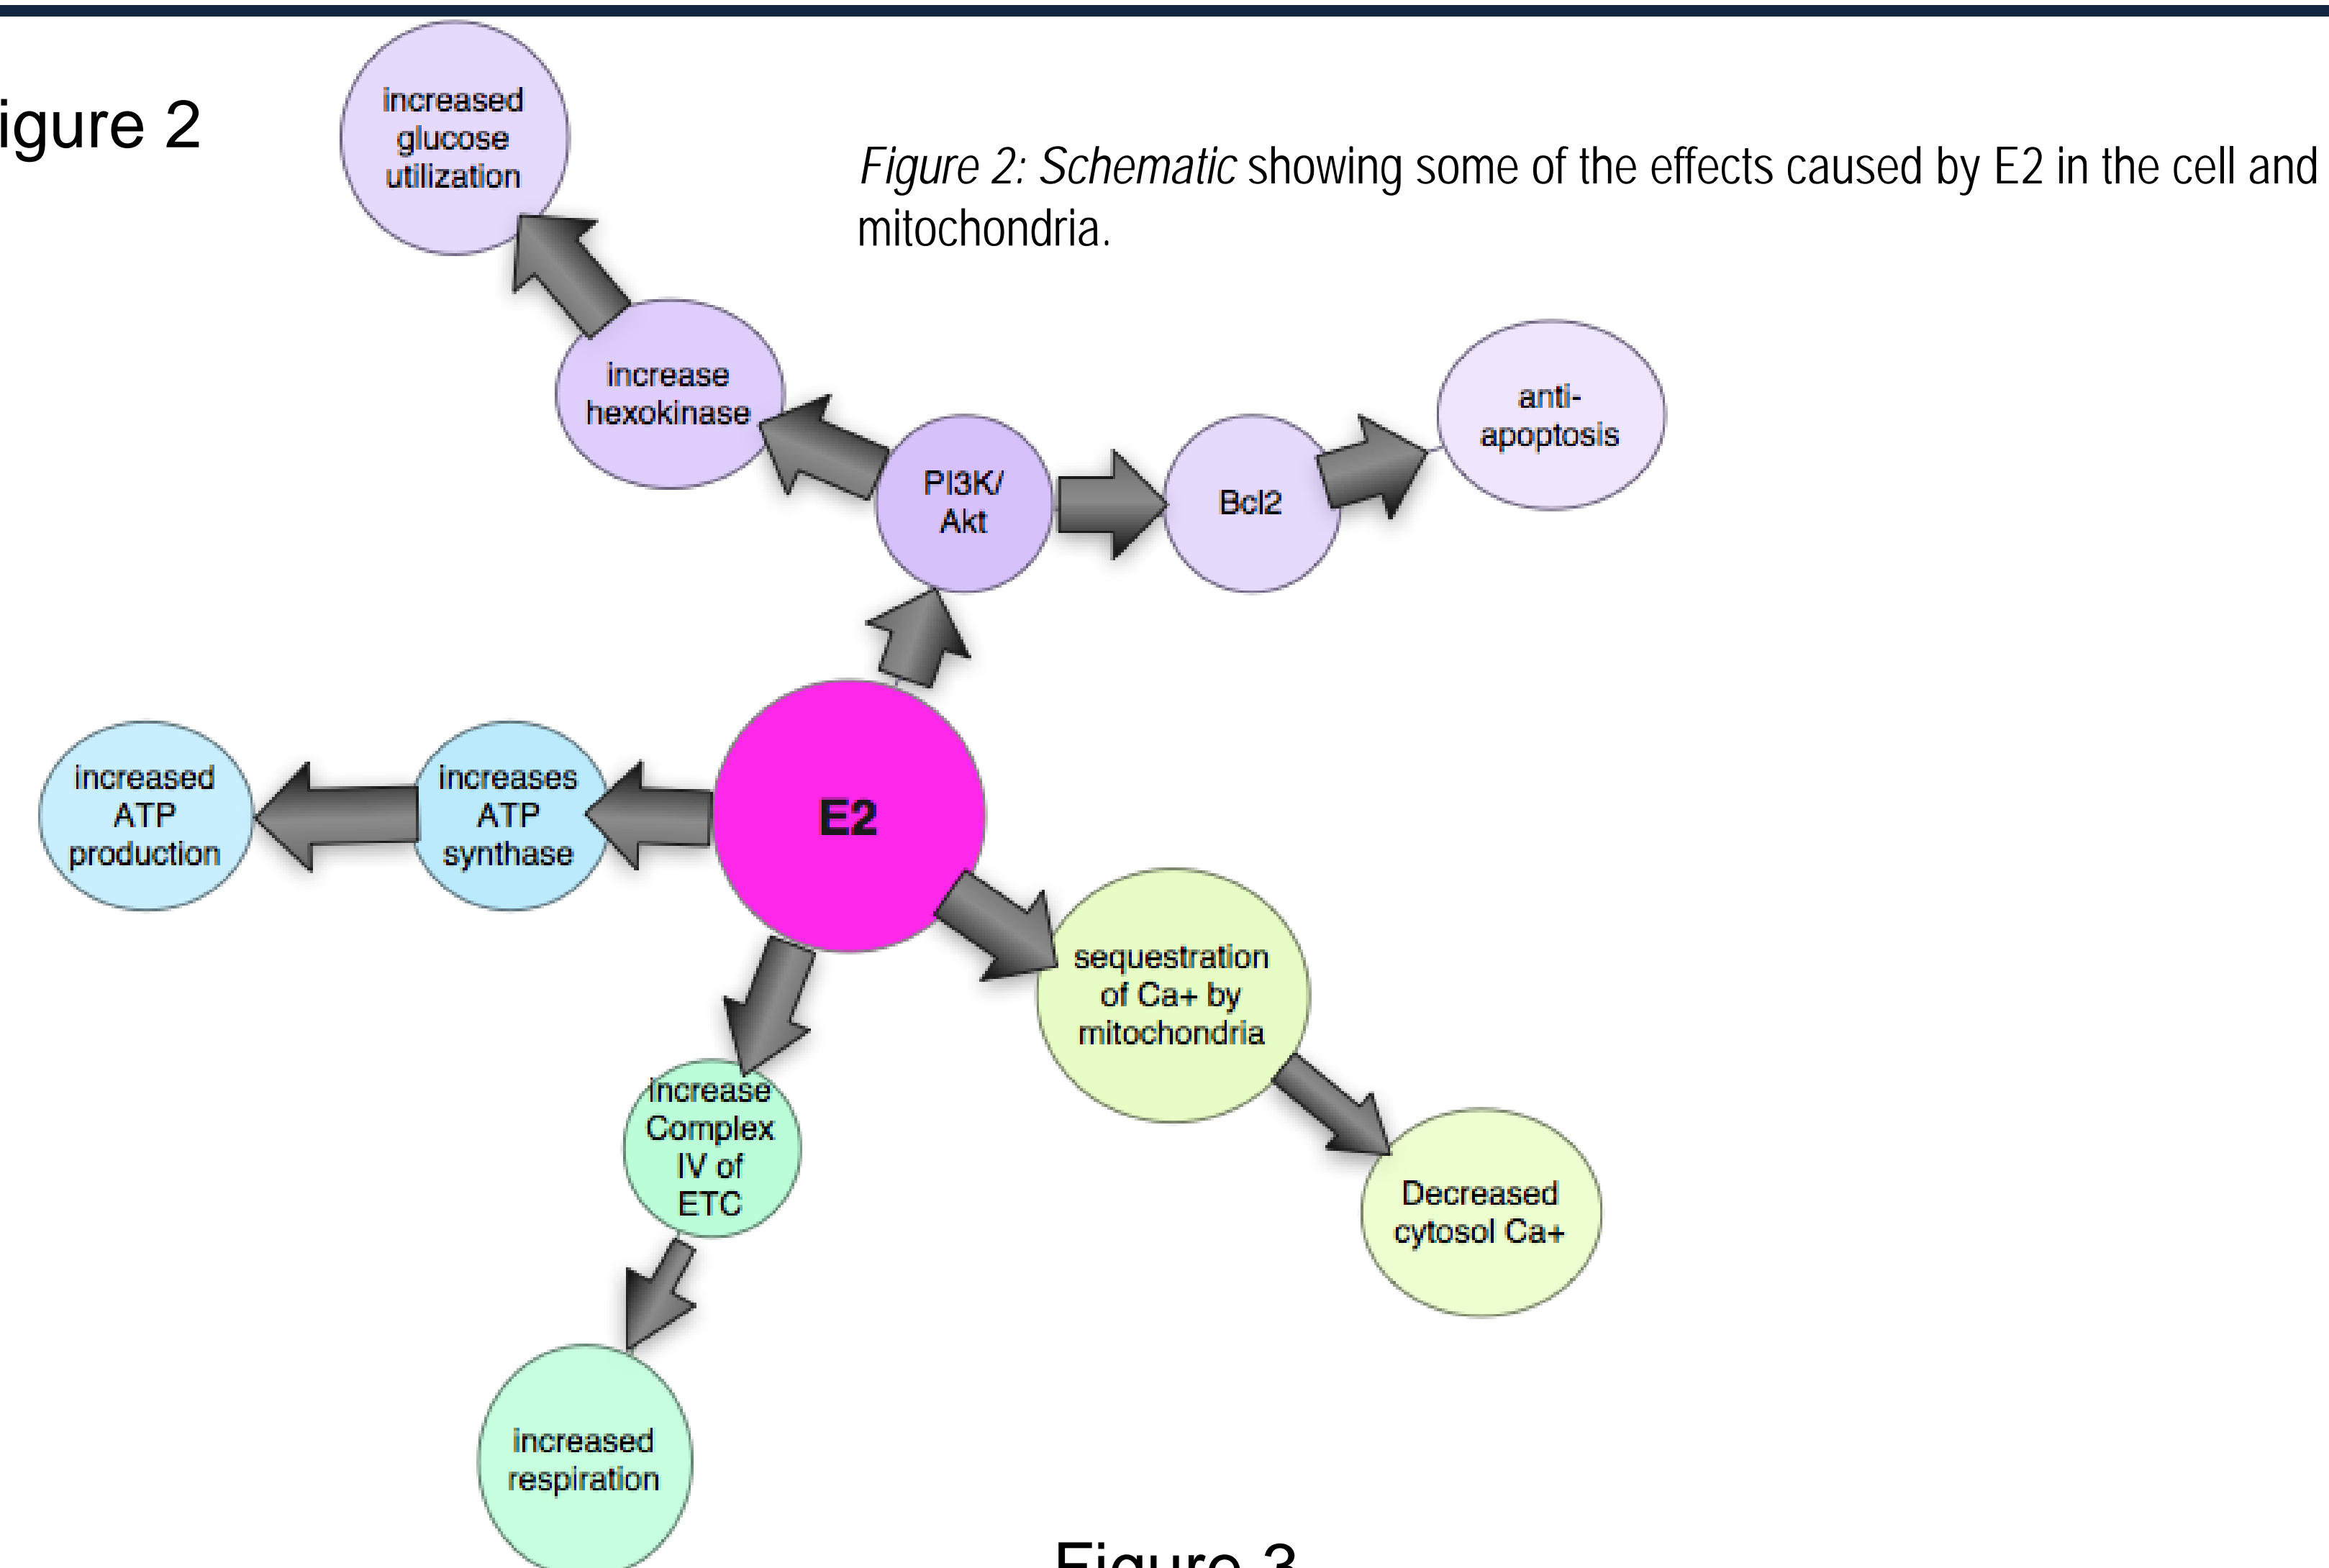 igure 2
Figure 2: Schematic showing some of the effects caused by E2 in the cell and
mitochondria.
increased
glucose
utilization
increase
hexokinase
PI3K/
Akt
Bcl2
anti-
apoptosis
increased
ATP
production
increases
ATP
synthase
E2
sequestration
of Ca+ by
mitochondria
Decreased
cytosol Ca+
increase
Complex
IV of
ETC
increased
respiration
Figure 3